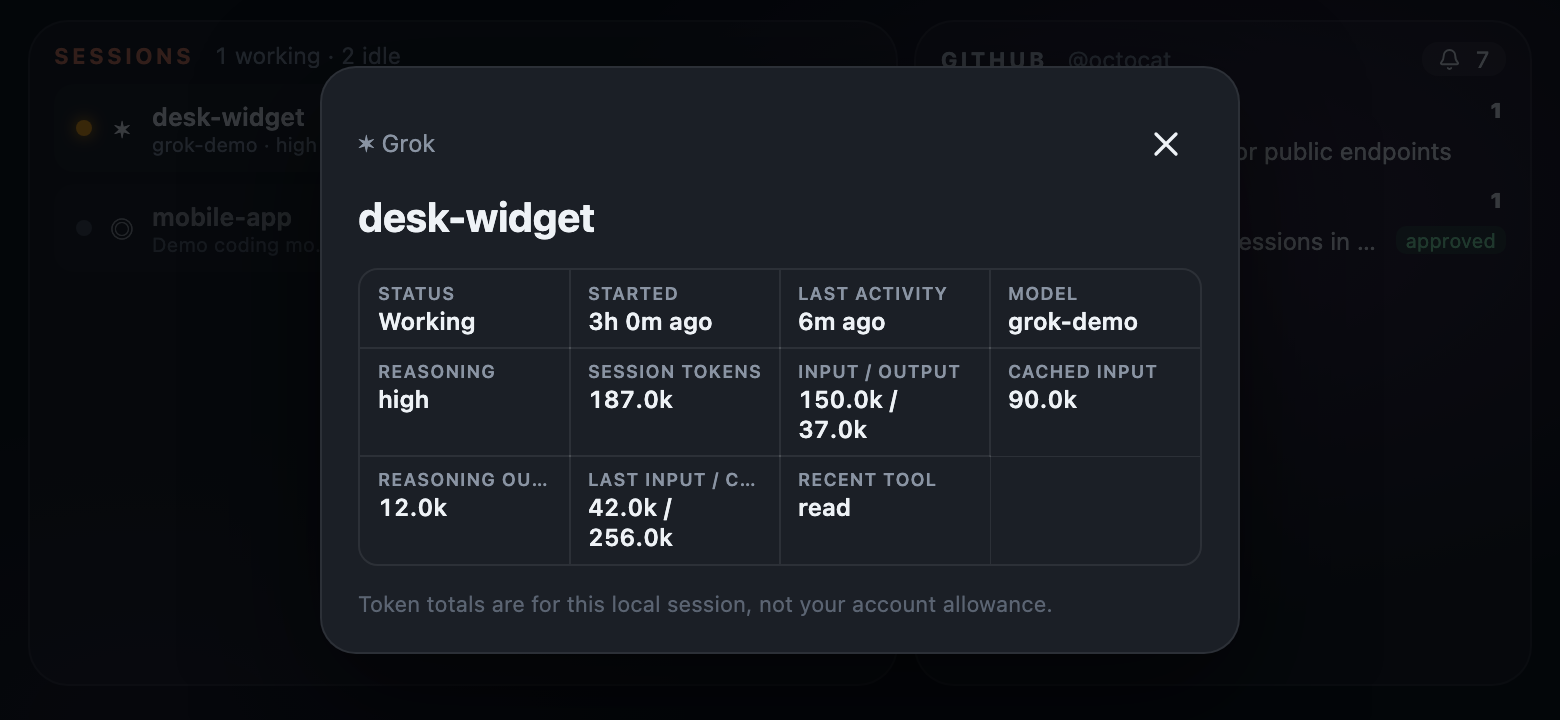 SESSIONS 1 working · 2 idle
desk-widget
grok-demo · high
mobile-app
Demo coding mo...
GITHUB @octocat
7
1
or public endpoints
1
essions in ... approved
Grok
desk-widget
STATUS
Working
STARTED
3h 0m ago
LAST ACTIVITY
6m ago
MODEL
grok-demo
REASONING
high
SESSION TOKENS
187.0k
INPUT / OUTPUT
150.0k /
37.0k
CACHED INPUT
90.0k
REASONING OU...
12.0k
LAST INPUT / C...
42.0k /
256.0k
RECENT TOOL
read
Token totals are for this local session, not your account allowance.